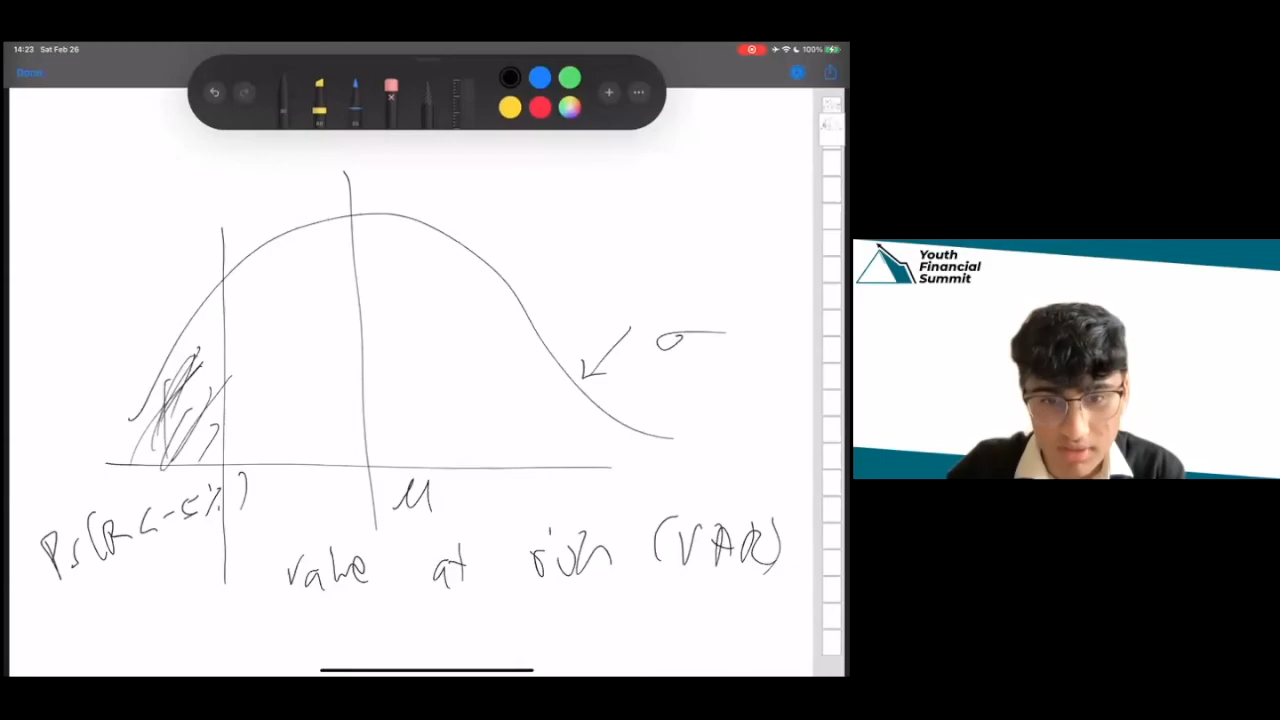 14:23 Sat Feb 26
100%
Done
Youth
Financial
Summit
σ
μ
Pr(R < -5%)
value at risk (VAR)